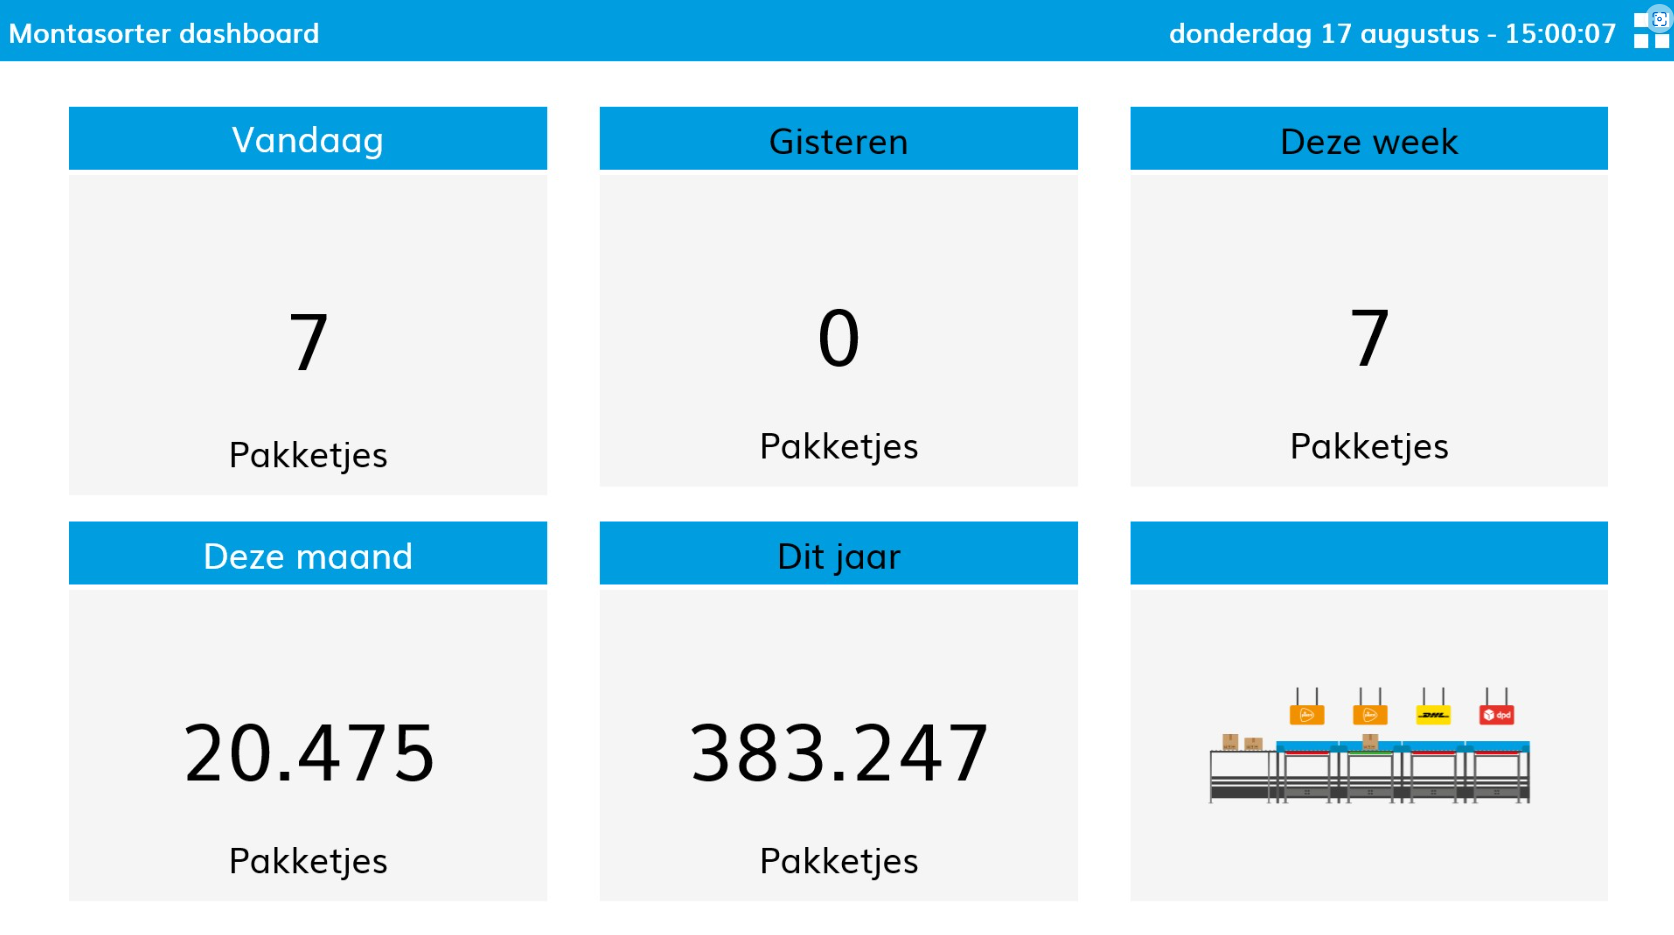 Montasorter dashboard
donderdag 17 augustus - 15:00:07
Vandaag
7
Pakketjes
Gisteren
0
Pakketjes
Deze week
7
Pakketjes
Deze maand
20.475
Pakketjes
Dit jaar
383.247
Pakketjes
DHL
dpd